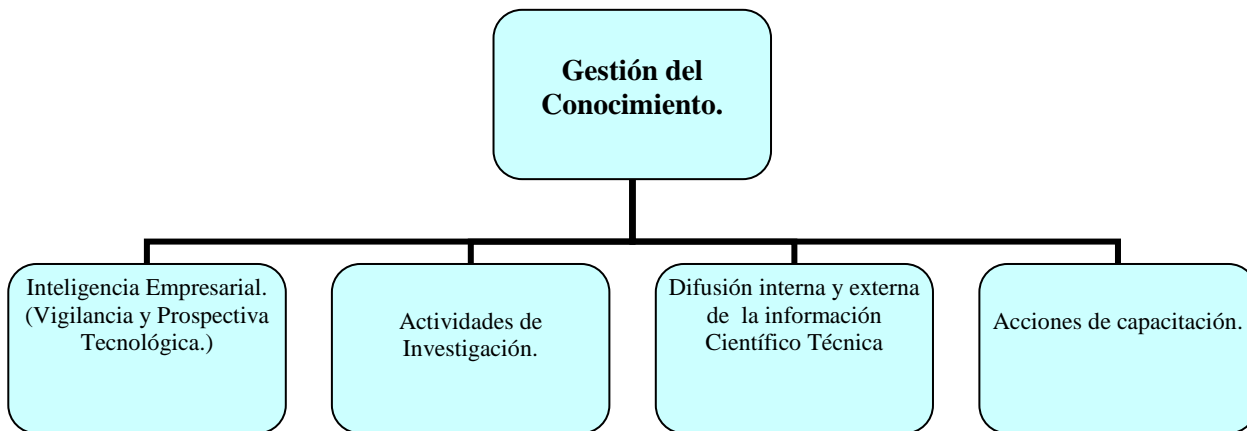 Gestión del
Conocimiento.
Inteligencia Empresarial.
(Vigilancia y Prospectiva
Tecnológica.)
Actividades de
Investigación.
Difusión interna y externa
de la información
Científico Técnica
Acciones de capacitación.